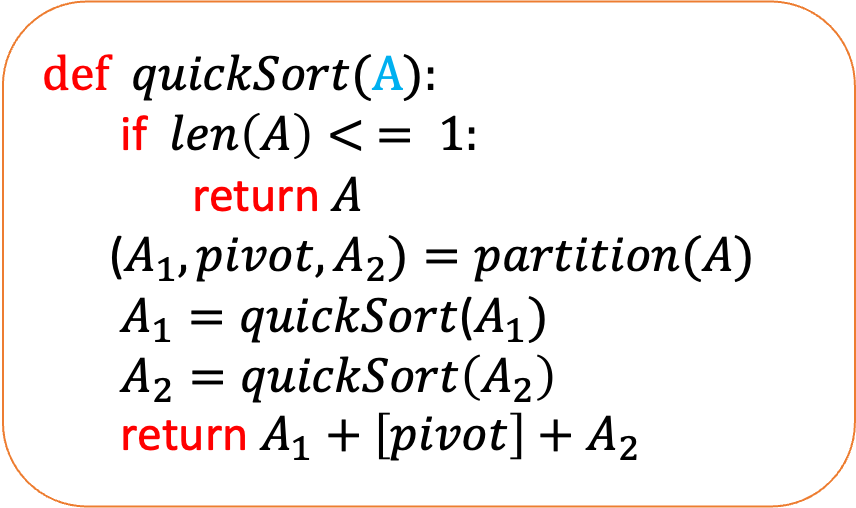 def quickSort(A):
if len(A) <= 1:
return A
(A₁, pivot, A₂) = partition(A)
A₁ = quickSort(A₁)
A₂ = quickSort(A₂)
return A₁ + [pivot] + A₂